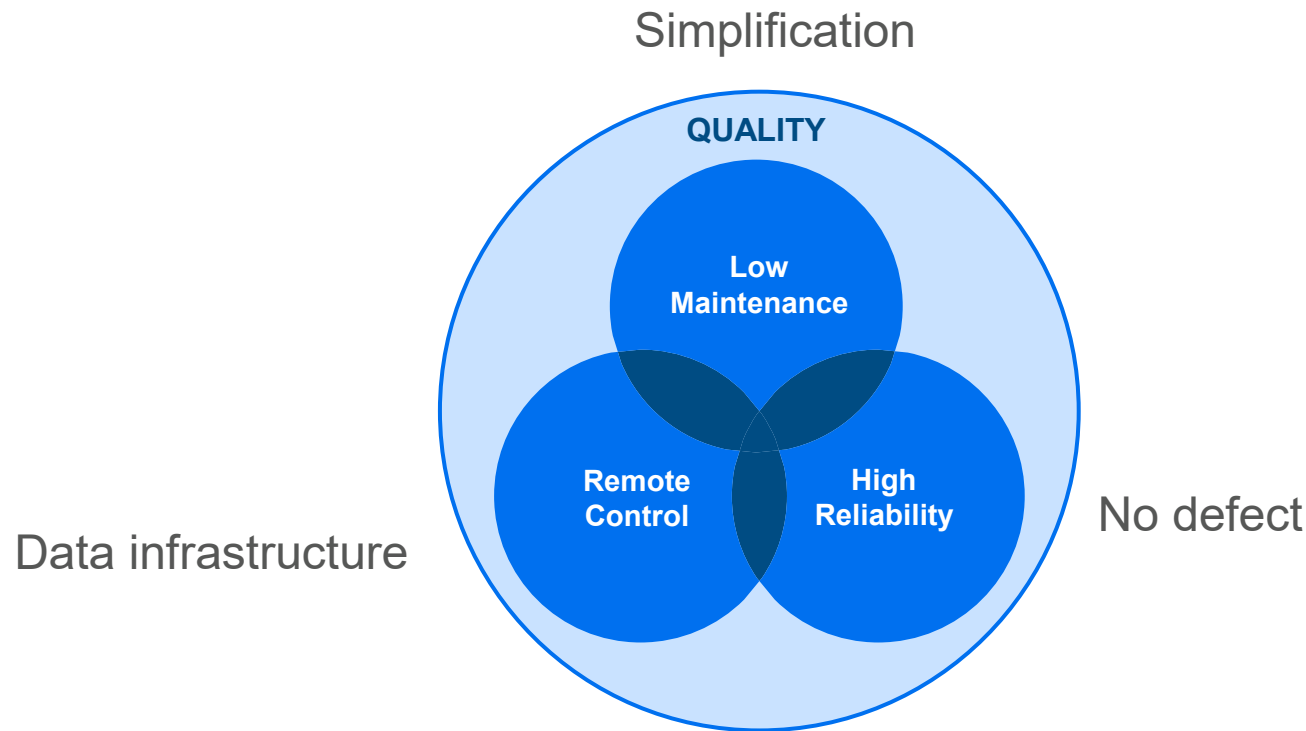 Simplification
QUALITY
Low
Maintenance
Remote
Control
High
Reliability
No defect
Data infrastructure